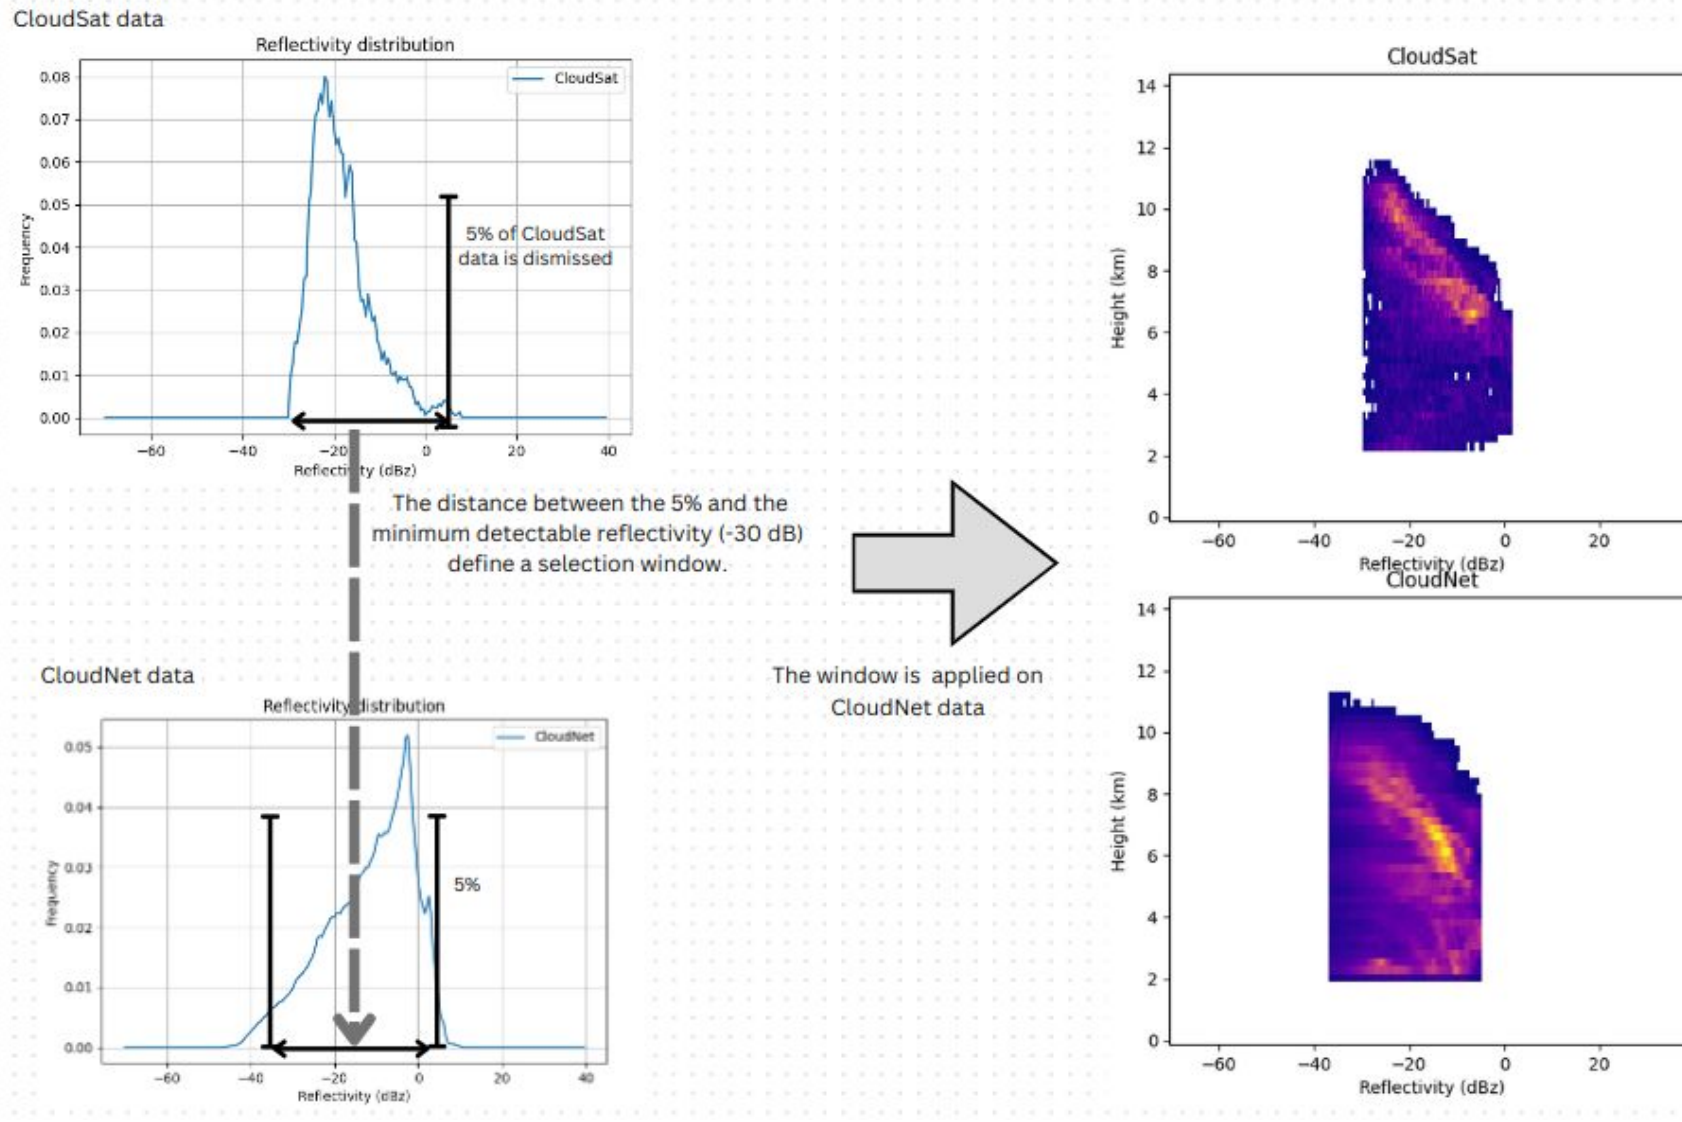 CloudSat data
Reflectivity distribution
CloudSat
0.08
0.07
0.06
0.05
0.04
0.03
0.02
0.01
0.00
Frequency
5% of CloudSat
data is dismissed
−60
−40
−20
0
20
40
Reflectivity (dBz)
The distance between the 5% and the
minimum detectable reflectivity (-30 dB)
define a selection window.
CloudNet data
Reflectivity distribution
CloudNet
0.05
0.04
0.03
0.02
0.01
0.00
Frequency
5%
−60
−40
−20
0
20
40
Reflectivity (dBz)
The window is applied on
CloudNet data
CloudSat
14
12
10
8
6
4
2
0
Height (km)
−60
−40
−20
0
20
Reflectivity (dBz)
CloudNet
14
12
10
8
6
4
2
0
Height (km)
−60
−40
−20
0
20
Reflectivity (dBz)